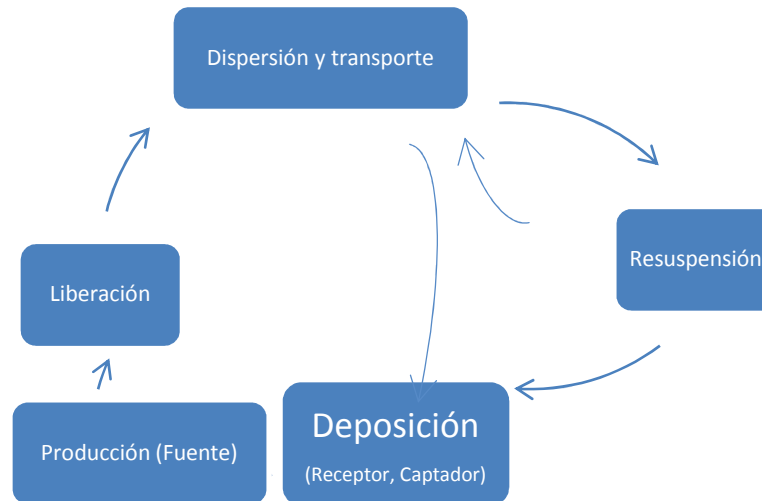 Dispersión y transporte
Liberación
Resuspensión
Producción (Fuente)
Deposición
(Receptor, Captador)